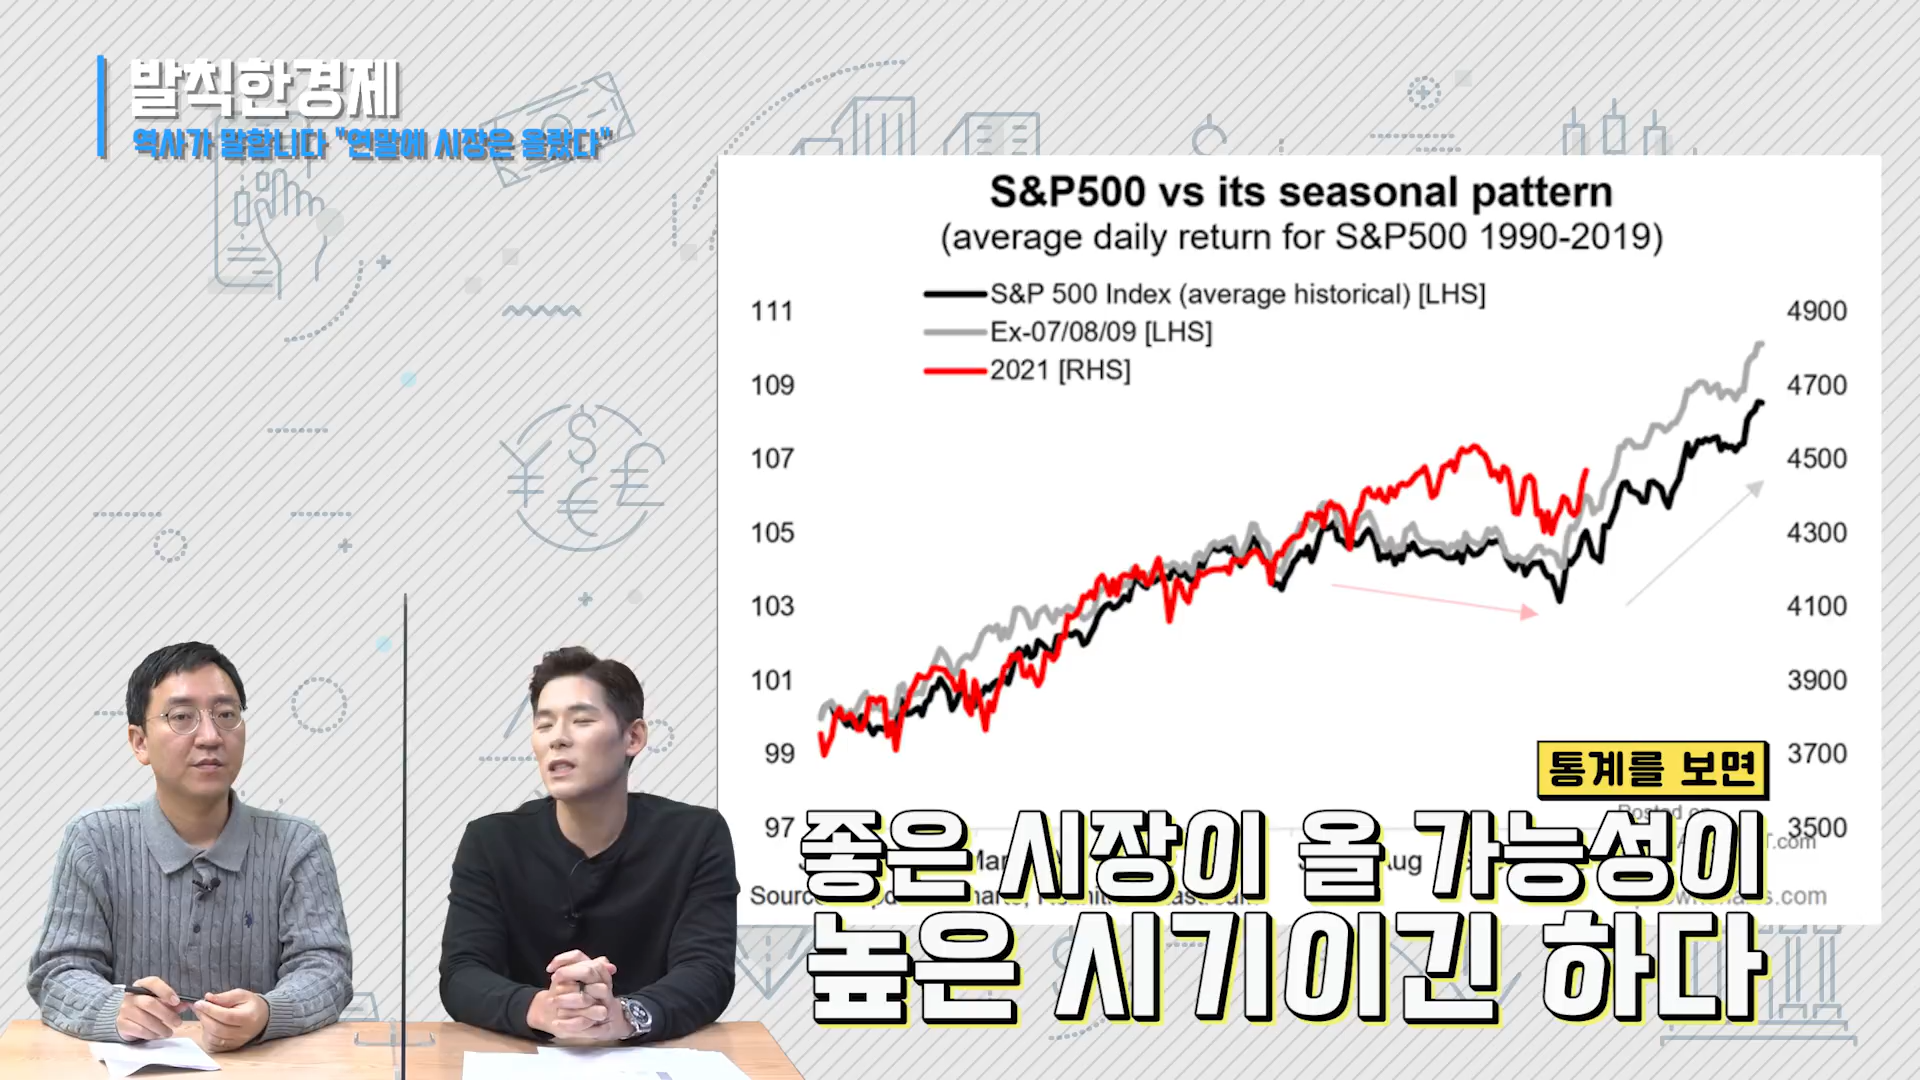 발칙한경제
역사가 말합니다 "연말에 시장은 올랐다"
S&P500 vs its seasonal pattern
(average daily return for S&P500 1990-2019)
S&P 500 Index (average historical) [LHS]
Ex-07/08/09 [LHS]
2021 [RHS]
111
109
107
105
103
101
99
97
4900
4700
4500
4300
4100
3900
3700
3500
통계를 보면
Posted on
좋은 시장이 올 가능성이
Aug
높은 시기이긴 하다